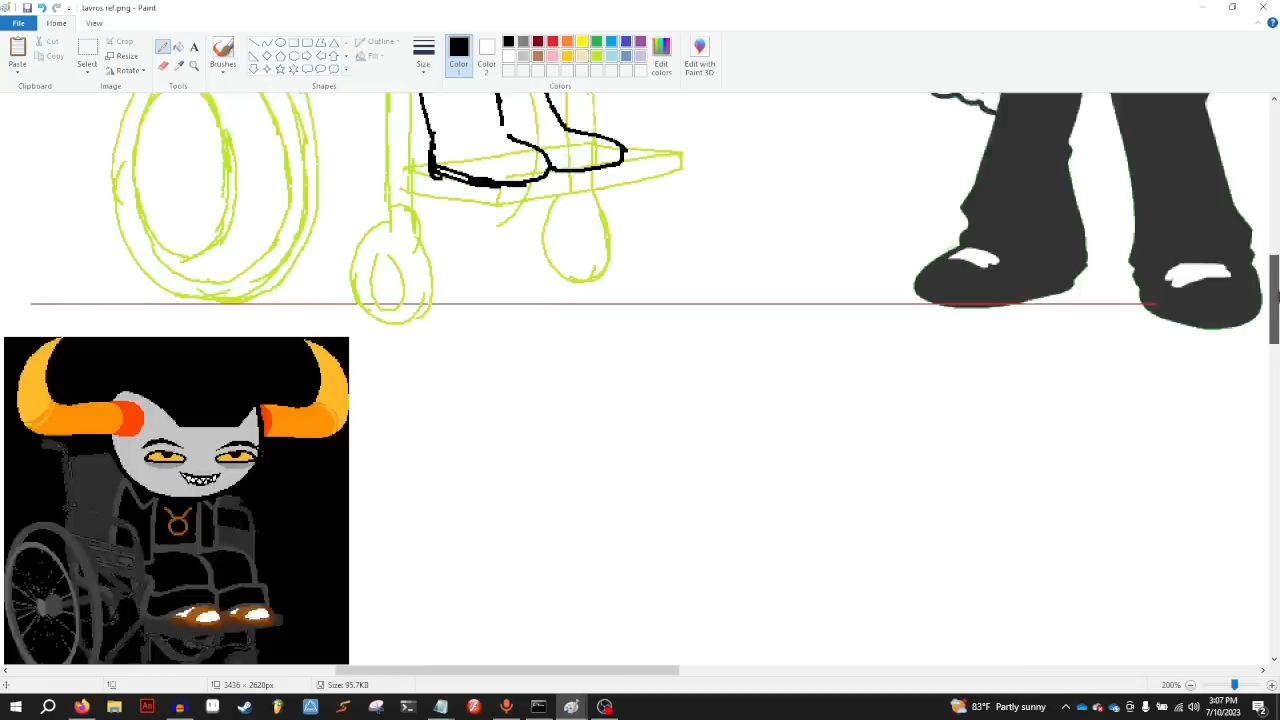 tavros ref.png - Paint
File
Home
View
Paste
Cut
Copy
Clipboard
Select
Crop
Resize
Rotate
Image
A
Tools
Brushes
Shapes
Outline
Fill
Size
Color
1
Color
2
Edit
colors
Colors
Edit with
Paint 3D
3436 × 2628px
Size: 95.7KB
200%
An
83°F Partly sunny
3:07 PM
7/10/2023
2